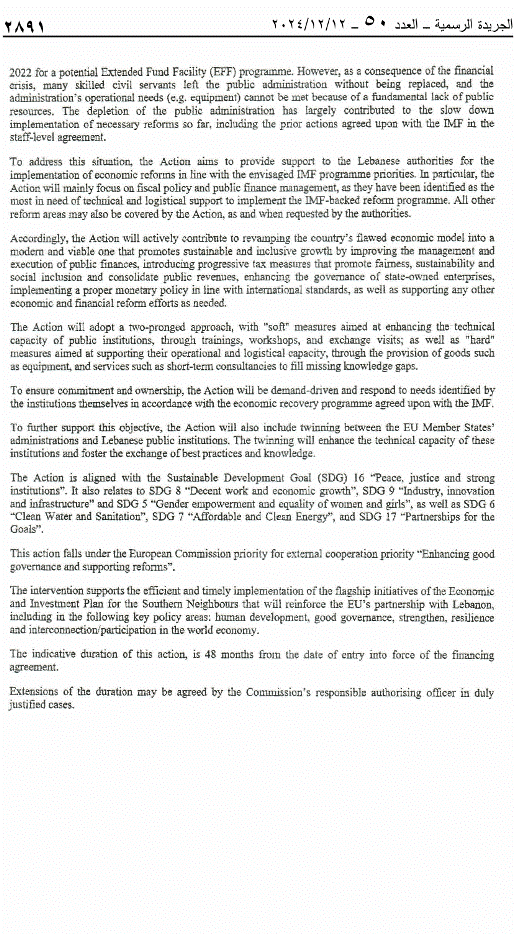 الجريدة الرسمية ــ العدد ٥٠ ــ ٢٠٢٤/١٢/١٢
٢٨٩١
2022 for a potential Extended Fund Facility (EFF) programme. However, as a consequence of the financial
crisis, many skilled civil servants left the public administration without being replaced, and the
administration's operational needs (e.g. equipment) cannot be met because of a fundamental lack of public
resources. The depletion of the public administration has largely contributed to the slow down
implementation of necessary reforms so far, including the prior actions agreed upon with the IMF in the
staff-level agreement.
To address this situation, the Action aims to provide support to the Lebanese authorities for the
implementation of economic reforms in line with the envisaged IMF programme priorities. In particular, the
Action will mainly focus on fiscal policy and public finance management, as they have been identified as the
most in need of technical and logistical support to implement the IMF-backed reform programme. All other
reform areas may also be covered by the Action, as and when requested by the authorities.
Accordingly, the Action will actively contribute to revamping the country's flawed economic model into a
modern and viable one that promotes sustainable and inclusive growth by improving the management and
execution of public finances, introducing progressive tax measures that promote fairness, sustainability and
social inclusion and consolidate public revenues, enhancing the governance of state-owned enterprises,
implementing a proper monetary policy in line with international standards, as well as supporting any other
economic and financial reform efforts as needed.
The Action will adopt a two-pronged approach, with "soft" measures aimed at enhancing the technical
capacity of public institutions, through trainings, workshops, and exchange visits; as well as "hard"
measures aimed at supporting their operational and logistical capacity, through the provision of goods such
as equipment, and services such as short-term consultancies to fill missing knowledge gaps.
To ensure commitment and ownership, the Action will be demand-driven and respond to needs identified by
the institutions themselves in accordance with the economic recovery programme agreed upon with the IMF.
To further support this objective, the Action will also include twinning between the EU Member States'
administrations and Lebanese public institutions. The twinning will enhance the technical capacity of these
institutions and foster the exchange of best practices and knowledge.
The Action is aligned with the Sustainable Development Goal (SDG) 16 “Peace, justice and strong
institutions”. It also relates to SDG 8 “Decent work and economic growth”, SDG 9 “Industry, innovation
and infrastructure” and SDG 5 “Gender empowerment and equality of women and girls”, as well as SDG 6
“Clean Water and Sanitation”, SDG 7 “Affordable and Clean Energy”, and SDG 17 “Partnerships for the
Goals”.
This action falls under the European Commission priority for external cooperation priority “Enhancing good
governance and supporting reforms”.
The intervention supports the efficient and timely implementation of the flagship initiatives of the Economic
and Investment Plan for the Southern Neighbours that will reinforce the EU's partnership with Lebanon,
including in the following key policy areas: human development, good governance, strengthen, resilience
and interconnection/participation in the world economy.
The indicative duration of this action, is 48 months from the date of entry into force of the financing
agreement.
Extensions of the duration may be agreed by the Commission's responsible authorising officer in duly
justified cases.